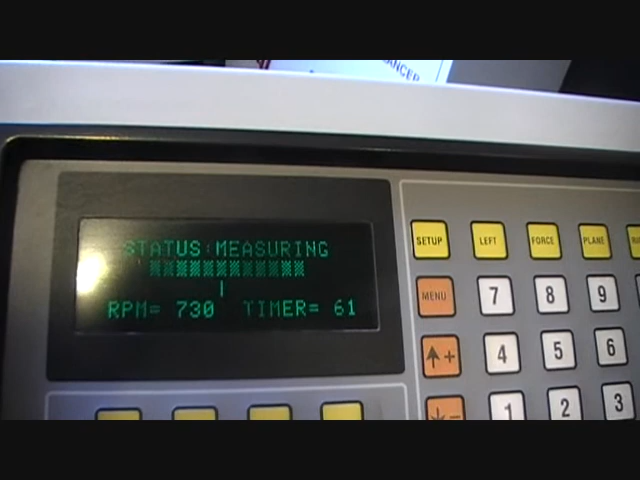 ANCER
STATUS:MEASURING
RPM= 730 TIMER= 61
SETUP LEFT FORCE PLANE
MENU 7 8 9
+ 4 5 6
- 1 2 3